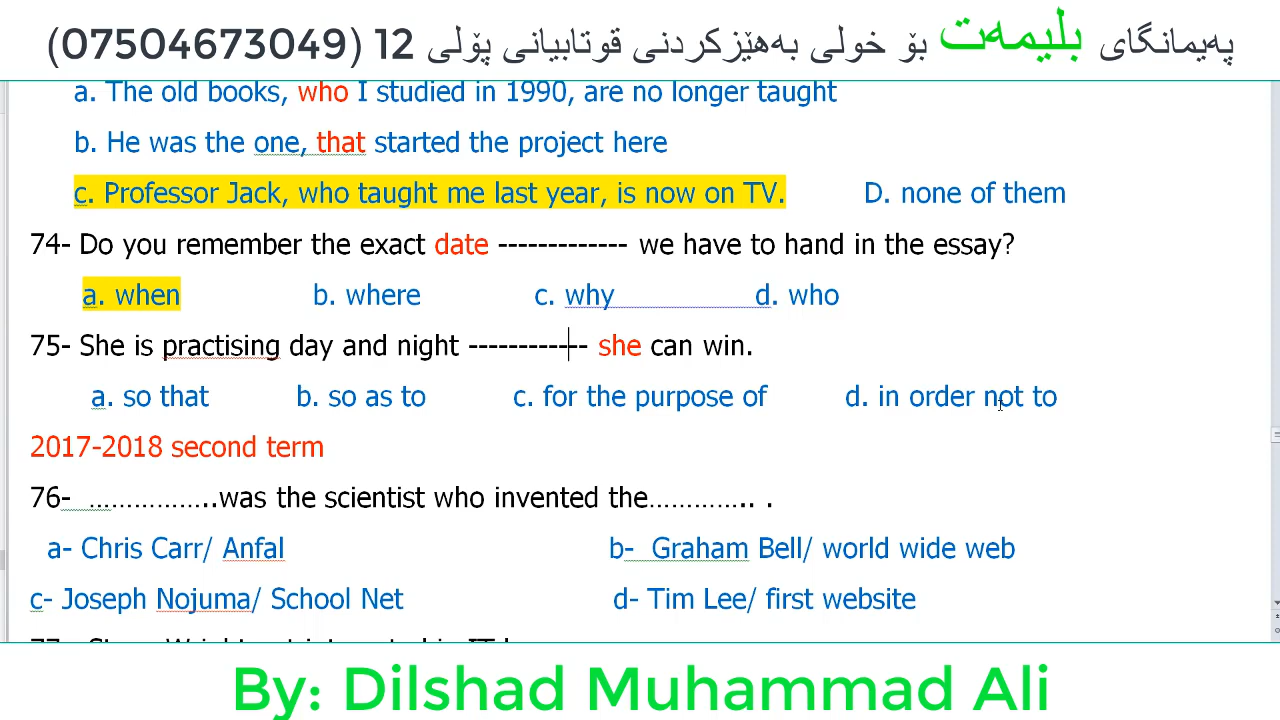 پەیمانگای بلیمەت بۆ خولی بەهێزکردنی قوتابیانی پۆلی 12 (07504673049)
a. The old books, who I studied in 1990, are no longer taught
b. He was the one, that started the project here
c. Professor Jack, who taught me last year, is now on TV. D. none of them
74- Do you remember the exact date ------------- we have to hand in the essay?
a. when b. where c. why d. who
75- She is practising day and night ------------ she can win.
a. so that b. so as to c. for the purpose of d. in order not to
2017-2018 second term
76- ……………..was the scientist who invented the………….. .
a- Chris Carr/ Anfal b- Graham Bell/ world wide web
c- Joseph Nojuma/ School Net d- Tim Lee/ first website
By: Dilshad Muhammad Ali